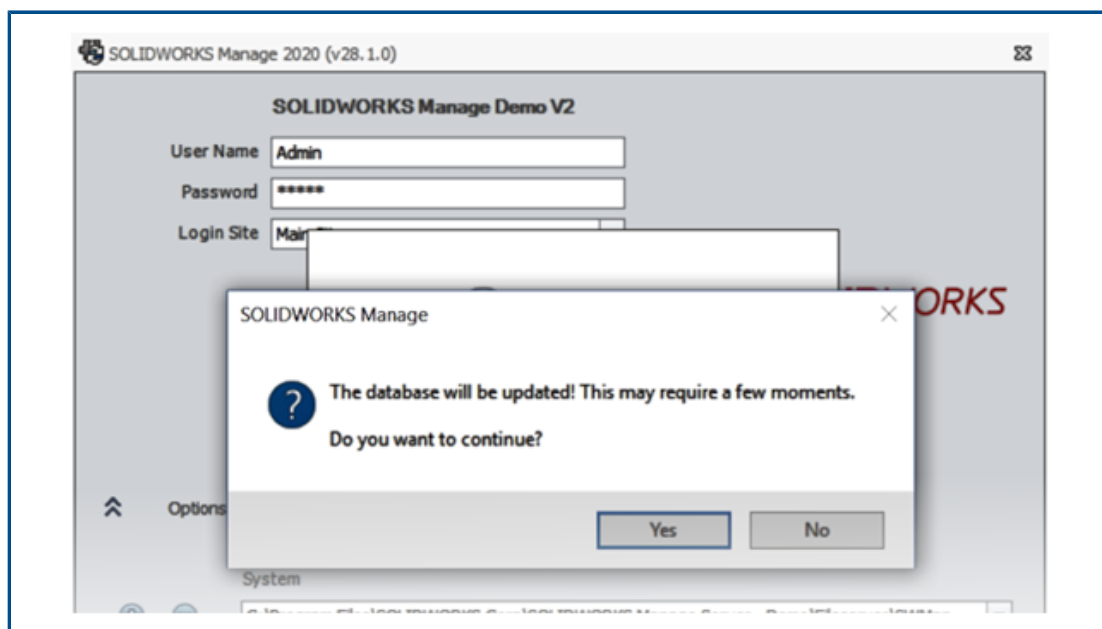 SOLIDWORKS Manage 2020 (v28.1.0)
SOLIDWORKS Manage Demo V2
User Name Admin
Password *****
Login Site Main
ORKS
SOLIDWORKS Manage
The database will be updated! This may require a few moments.
Do you want to continue?
Yes No
Options
System